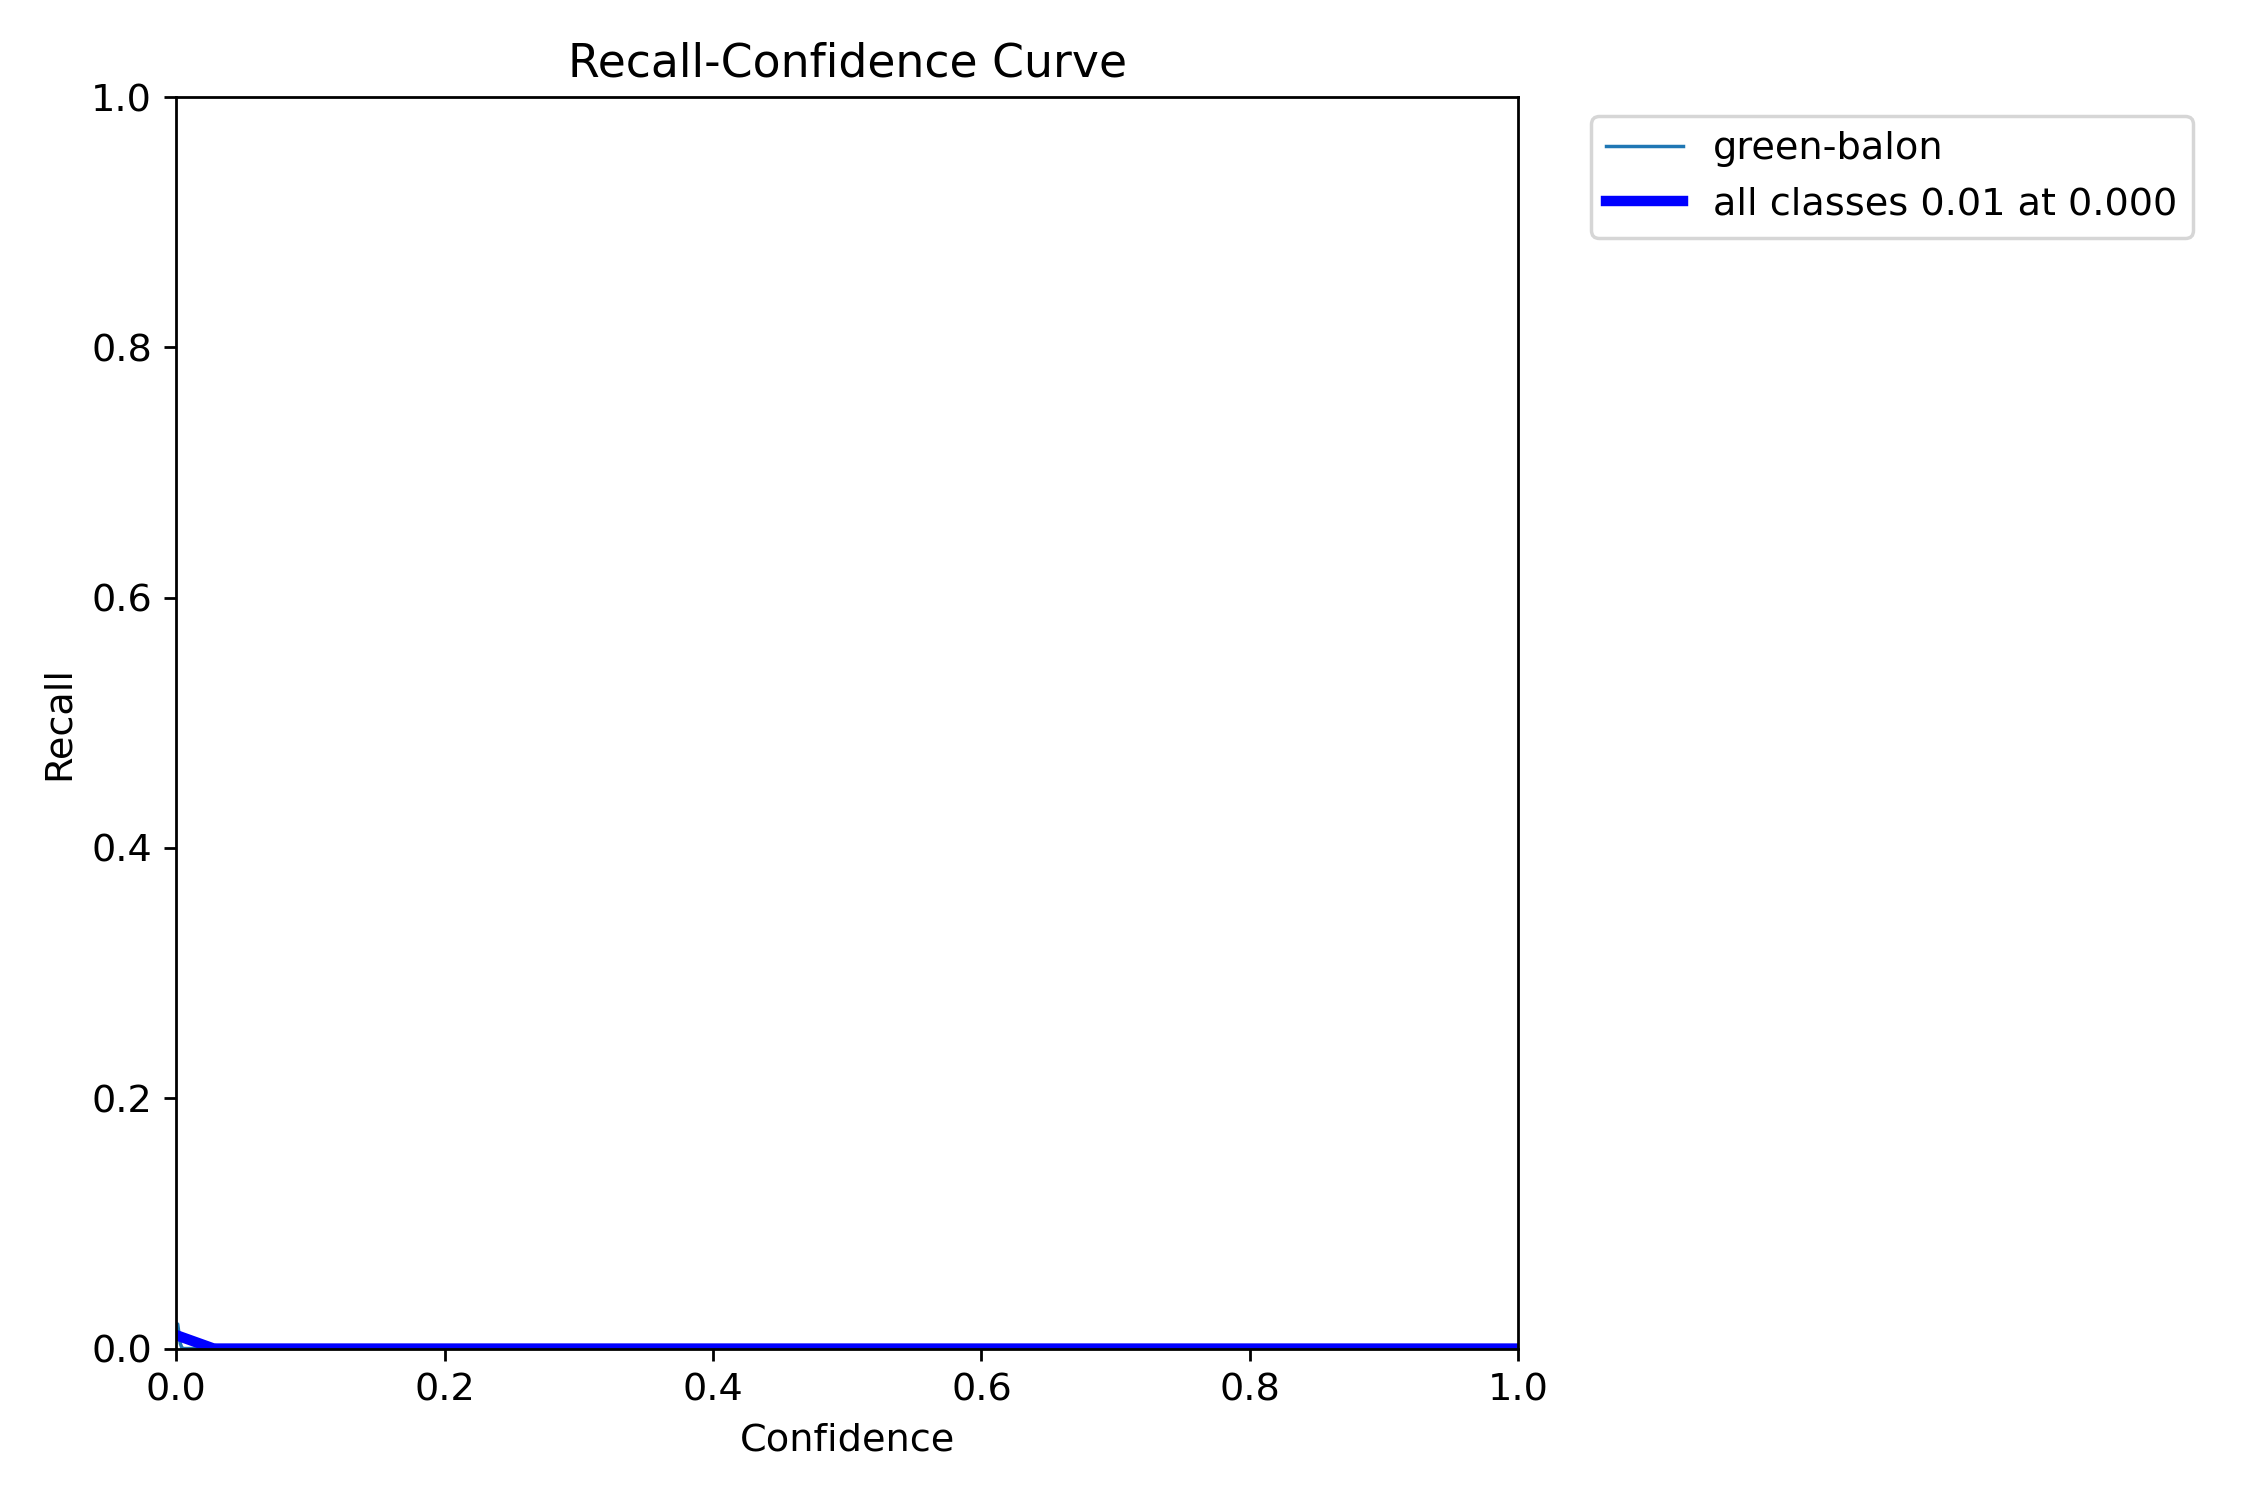 Recall-Confidence Curve
1.0
0.8
0.6
0.4
0.2
0.0
Recall
0.0 0.2 0.4 0.6 0.8 1.0
Confidence
green-balon
all classes 0.01 at 0.000